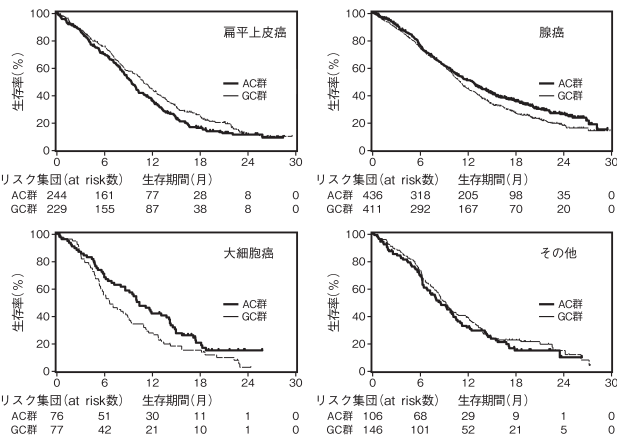 扁平上皮癌
生存率(%)
100
80
60
40
20
0
AC群
GC群
0 6 12 18 24 30
リスク集団(at risk数) 生存期間(月)
AC群 244 161 77 28 8 0
GC群 229 155 87 38 8 0
腺癌
生存率(%)
100
80
60
40
20
0
AC群
GC群
0 6 12 18 24 30
リスク集団(at risk数) 生存期間(月)
AC群 436 318 205 98 35 0
GC群 411 292 167 70 20 0
大細胞癌
生存率(%)
100
80
60
40
20
0
AC群
GC群
0 6 12 18 24 30
リスク集団(at risk数) 生存期間(月)
AC群 76 51 30 11 1 0
GC群 77 42 21 10 1 0
その他
生存率(%)
100
80
60
40
20
0
AC群
GC群
0 6 12 18 24 30
リスク集団(at risk数) 生存期間(月)
AC群 106 68 29 9 1 0
GC群 146 101 52 21 5 0